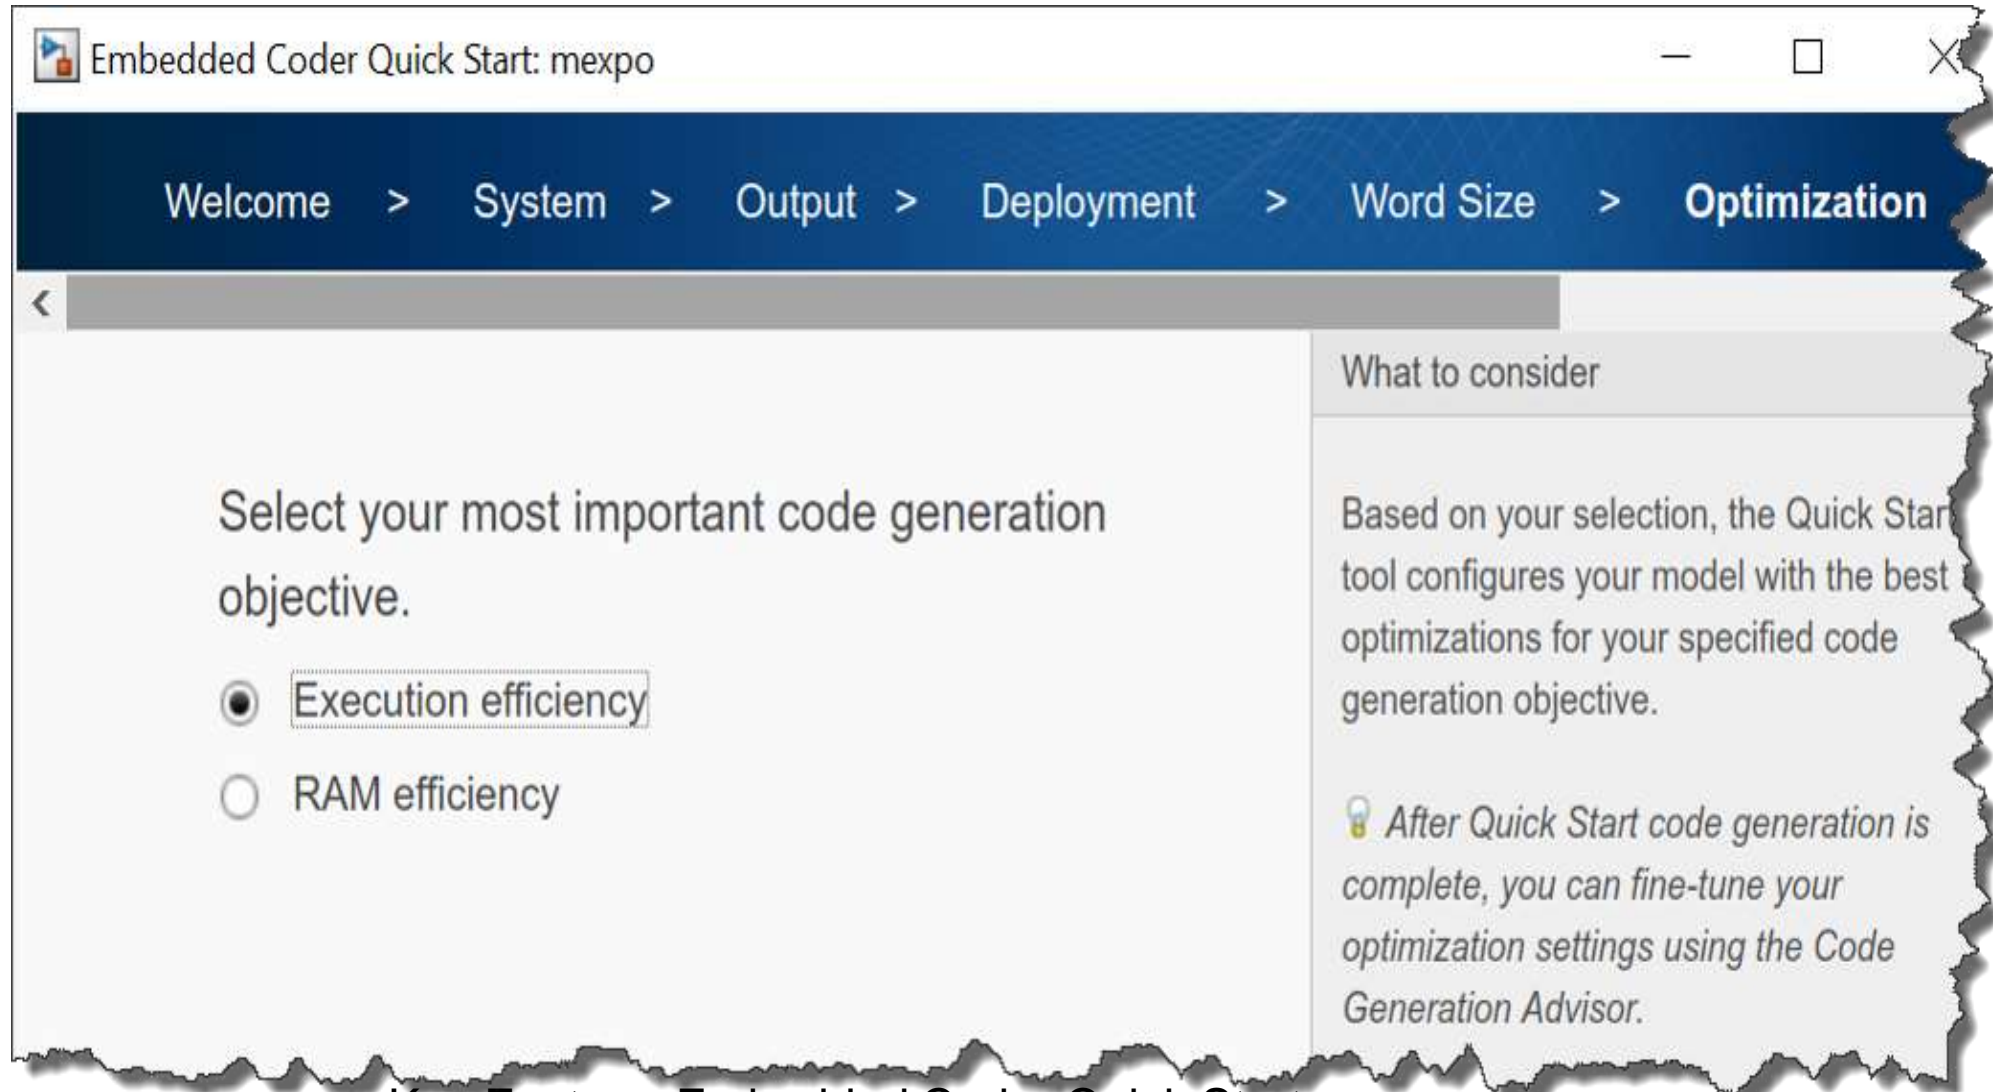 Embedded Coder Quick Start: mexpo
Welcome > System > Output > Deployment > Word Size > Optimization
What to consider
Select your most important code generation
objective.
Execution efficiency
RAM efficiency
Based on your selection, the Quick Start
tool configures your model with the best
optimizations for your specified code
generation objective.
After Quick Start code generation is
complete, you can fine-tune your
optimization settings using the Code
Generation Advisor.